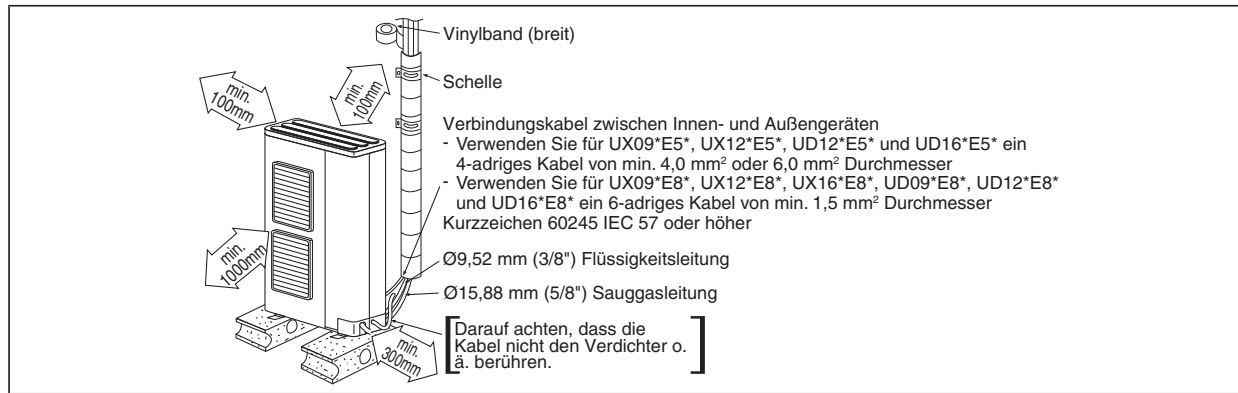 Vinylband (breit)
Schelle
min.
100mm
min.
100mm
Verbindungskabel zwischen Innen- und Außengeräten
- Verwenden Sie für UX09*E5*, UX12*E5*, UD12*E5* und UD16*E5* ein
4-adriges Kabel von min. 4,0 mm² oder 6,0 mm² Durchmesser
- Verwenden Sie für UX09*E8*, UX12*E8*, UX16*E8*, UD09*E8*, UD12*E8*
und UD16*E8* ein 6-adriges Kabel von min. 1,5 mm² Durchmesser
Kurzzeichen 60245 IEC 57 oder höher
min.
1000mm
Ø9,52 mm (3/8") Flüssigkeitsleitung
Ø15,88 mm (5/8") Sauggasleitung
Darauf achten, dass die
Kabel nicht den Verdichter o.
ä. berühren.
min.
300mm